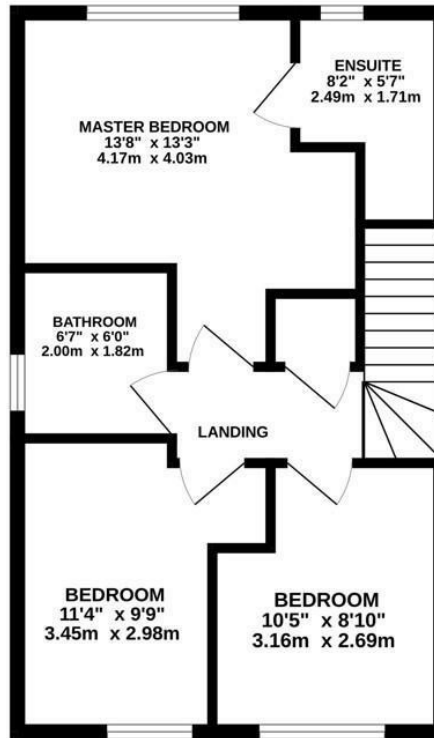 ENSUITE
8'2" x 5'7"
2.49m x 1.71m
MASTER BEDROOM
13'8" x 13'3"
4.17m x 4.03m
BATHROOM
6'7" x 6'0"
2.00m x 1.82m
LANDING
BEDROOM
11'4" x 9'9"
3.45m x 2.98m
BEDROOM
10'5" x 8'10"
3.16m x 2.69m